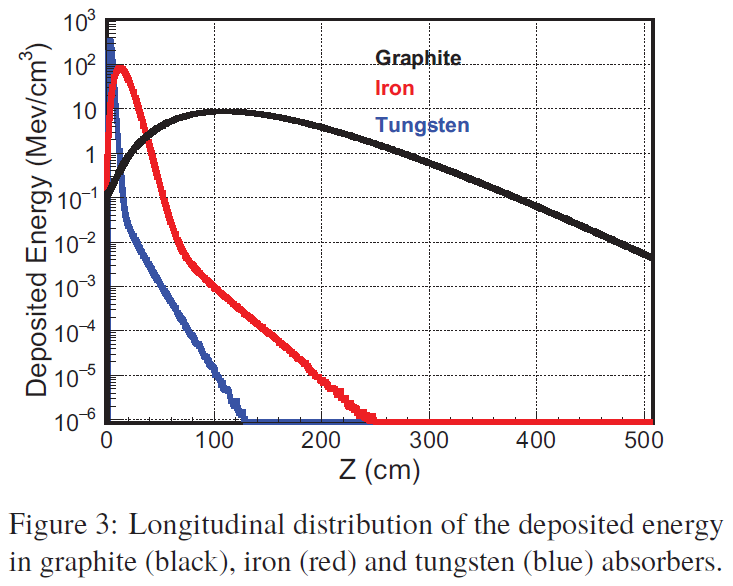 10³
10²
10
1
10⁻¹
10⁻²
10⁻³
10⁻⁴
10⁻⁵
10⁻⁶
Deposited Energy (Mev/cm³)
Graphite
Iron
Tungsten
0 100 200 300 400 500
Z (cm)
Figure 3: Longitudinal distribution of the deposited energy
in graphite (black), iron (red) and tungsten (blue) absorbers.